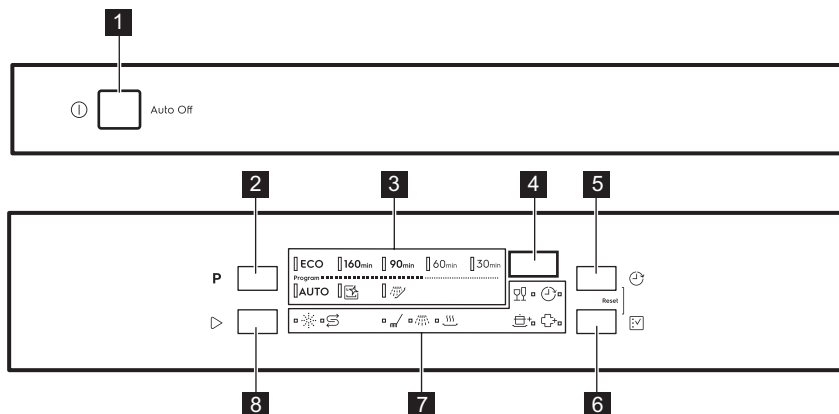 1
Auto Off
2 3 4 5
ECO 160min 90min 60min 30min
P Program
AUTO Reset
8 7 6